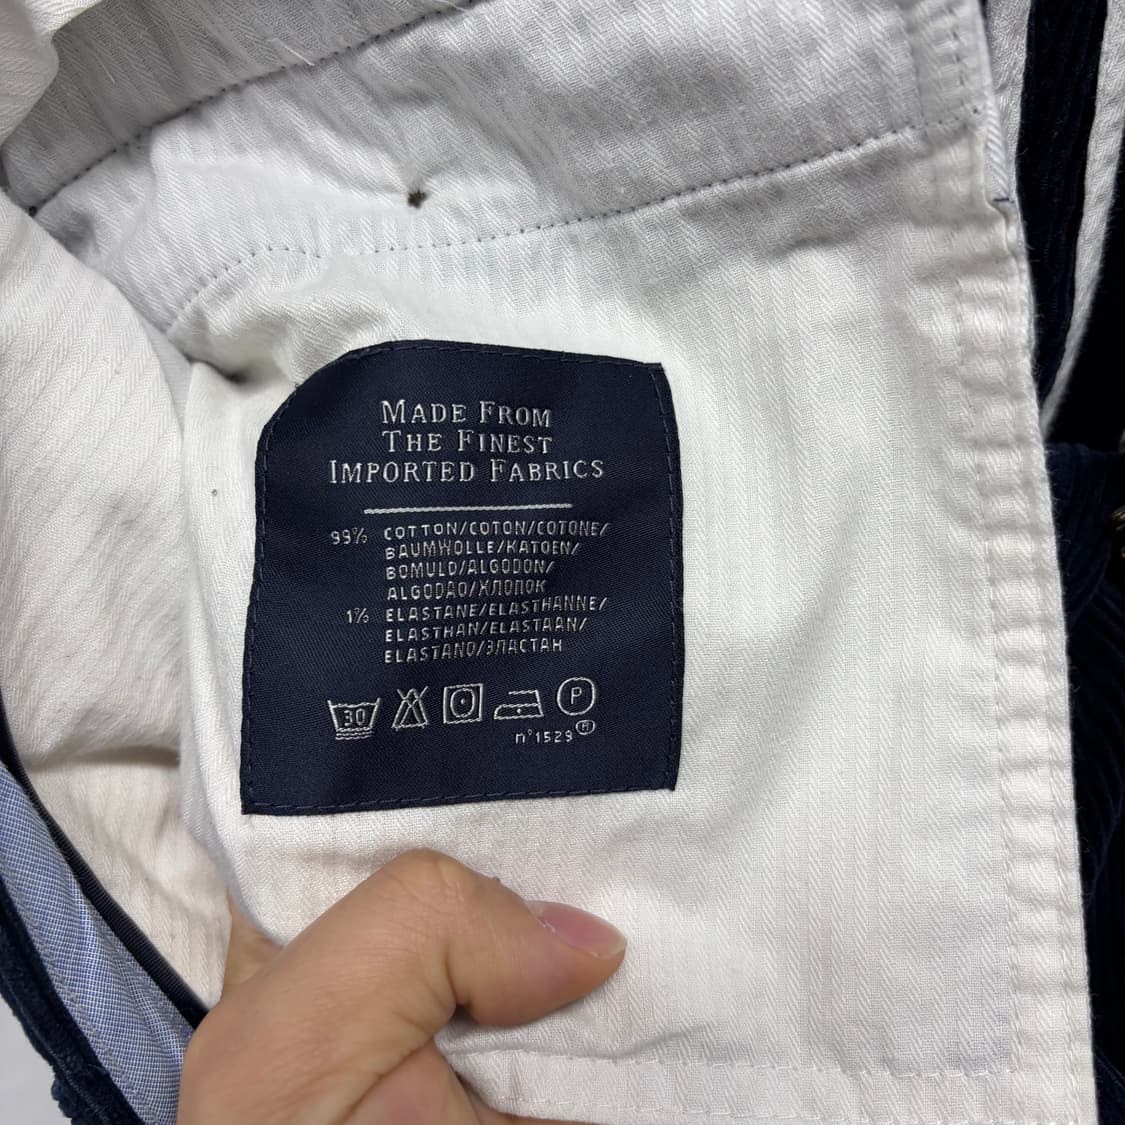 MADE FROM
THE FINEST
IMPORTED FABRICS
99% COTTON/COTON/COTONE/
BAUMWOLLE/KATOEN/
BOMULD/ALGODON/
ALGODAO/ХЛОПОК
1% ELASTANE/ELASTHANNE/
ELASTHAN/ELASTAAN/
ELASTANO/ЭЛАСТАН
30 P
n°1529 ®